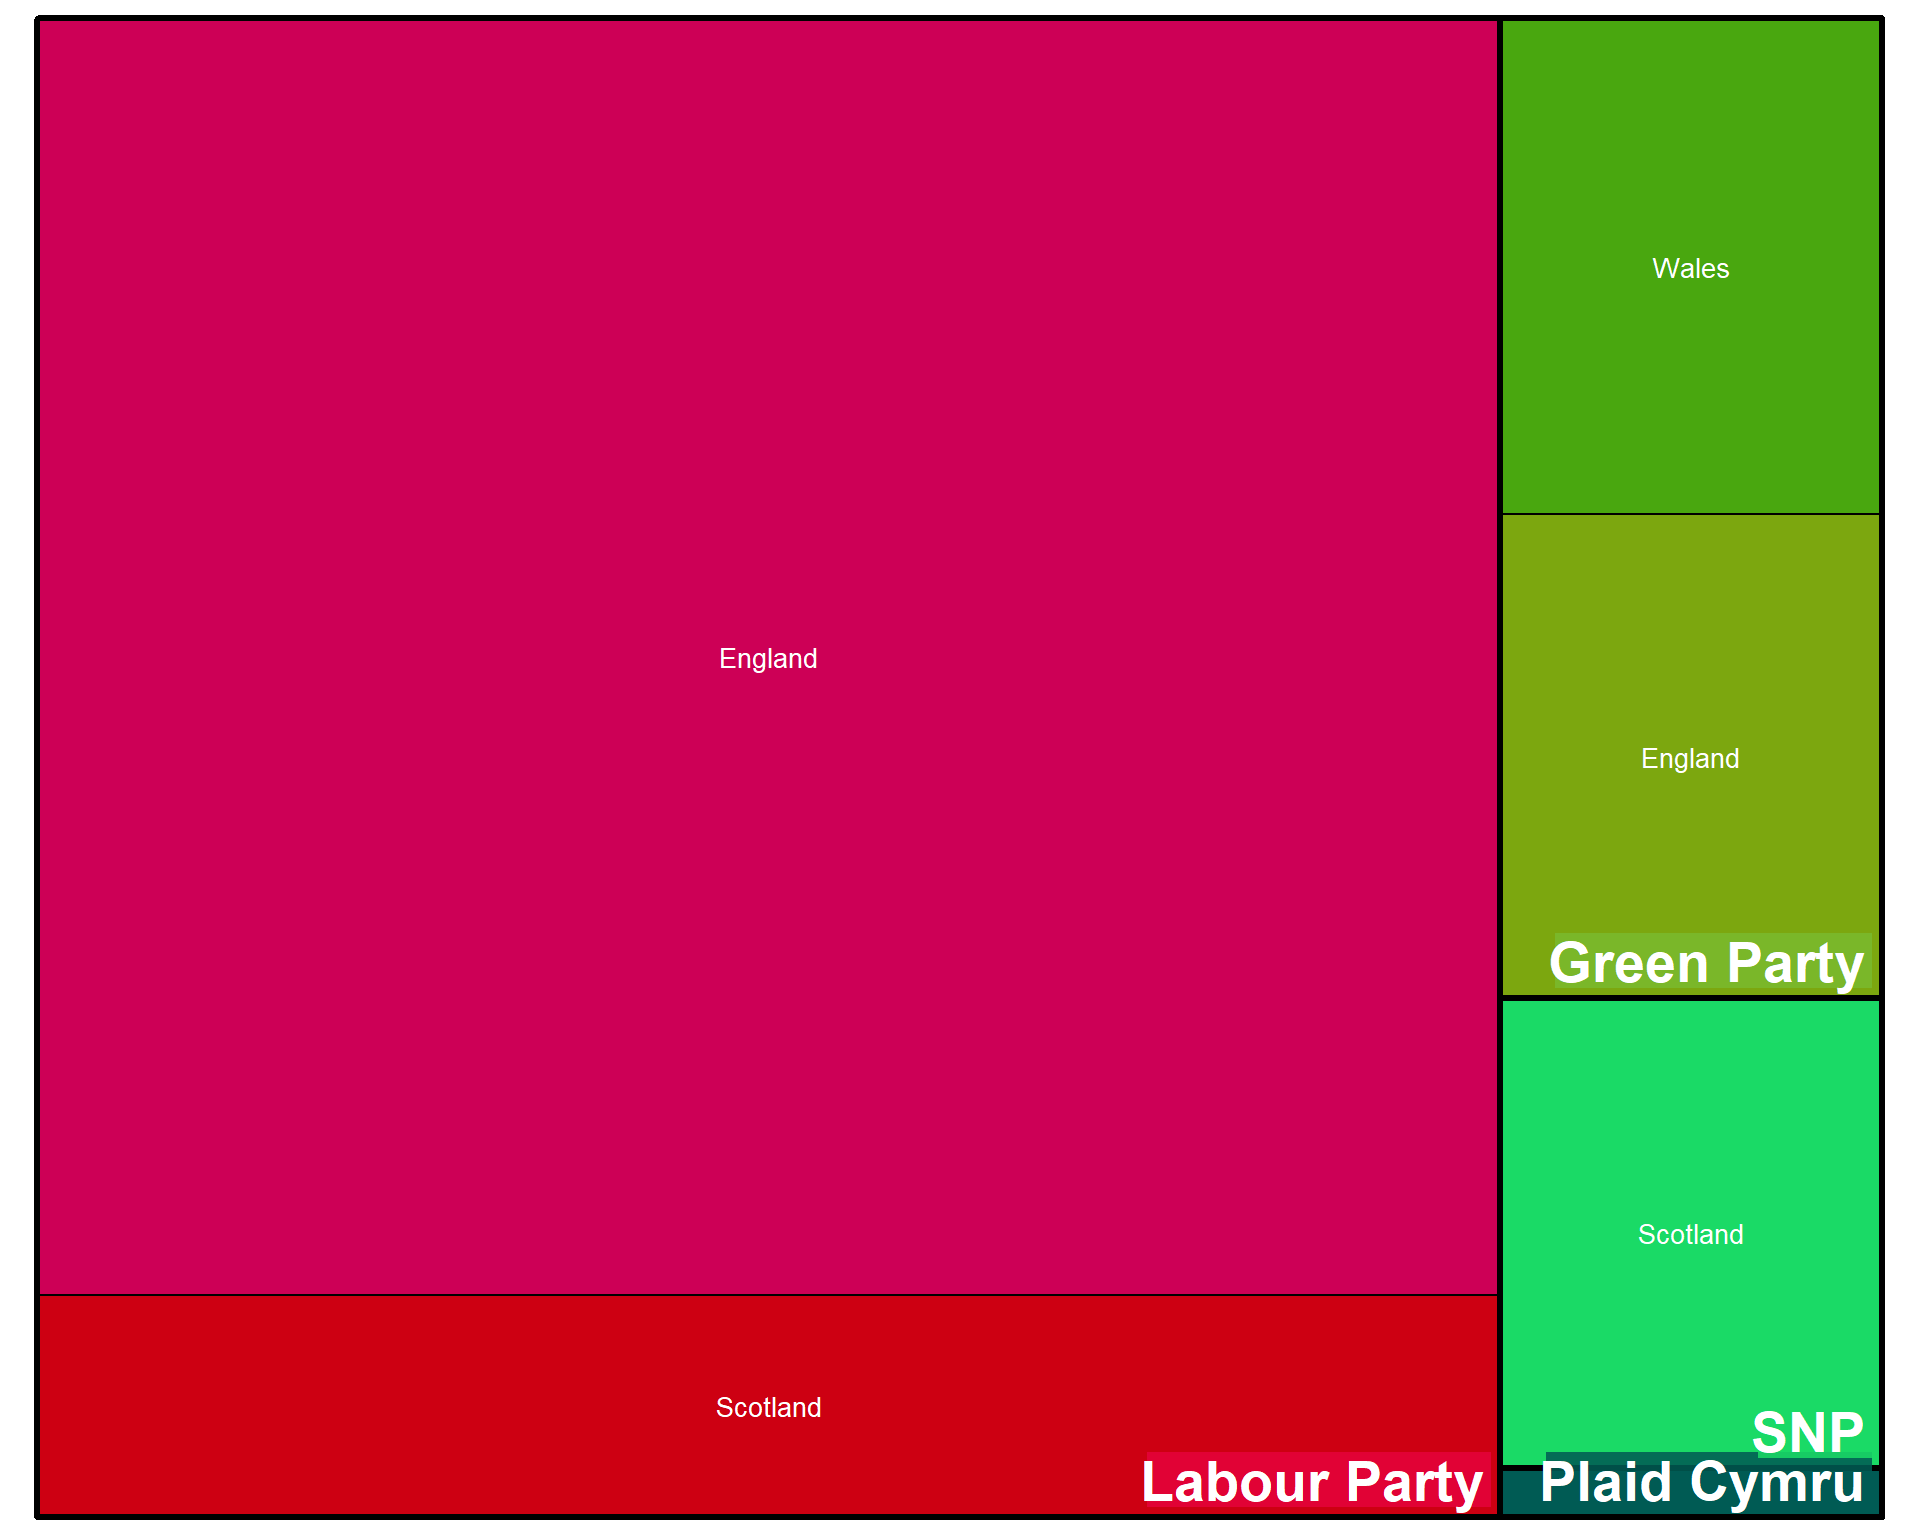 England
Scotland
Labour Party
Wales
England
Green Party
Scotland
SNP
Plaid Cymru